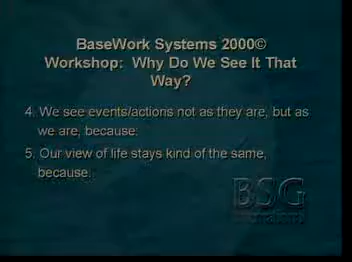 BaseWork Systems 2000©
Workshop: Why Do We See It That
Way?
4. We see events/actions not as they are, but as
we are, because:
5. Our view of life stays kind of the same,
because.
BSG